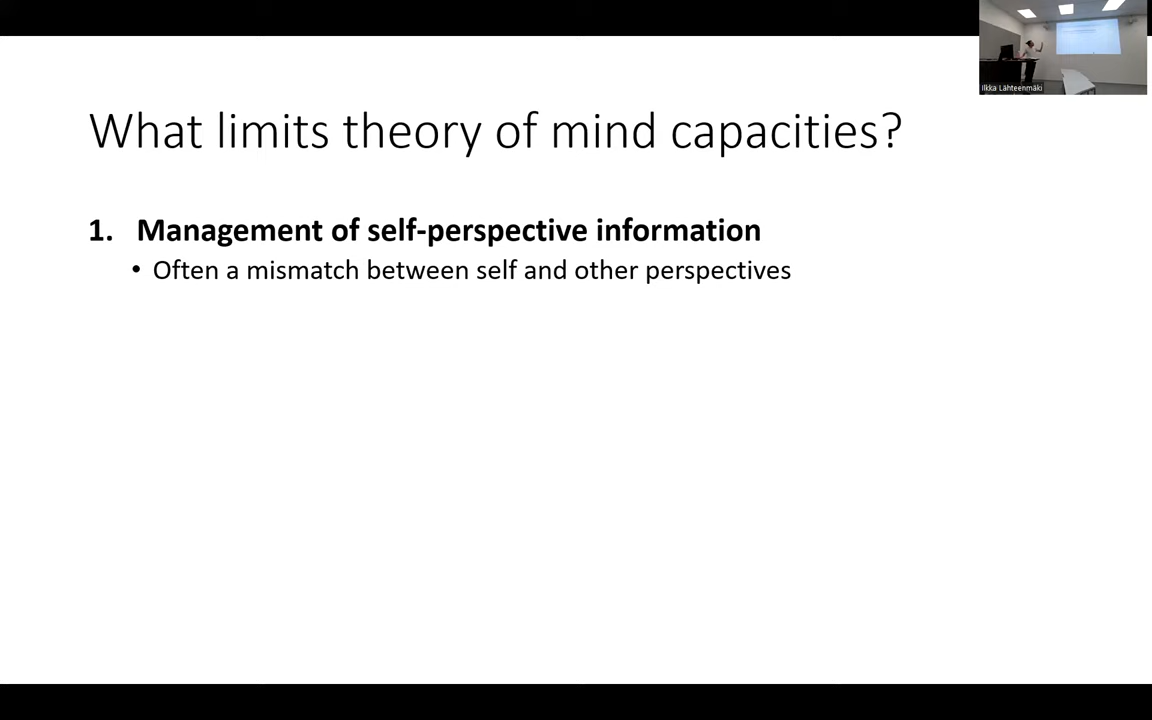 Ilkka Lähteenmäki
What limits theory of mind capacities?
1. Management of self-perspective information
• Often a mismatch between self and other perspectives